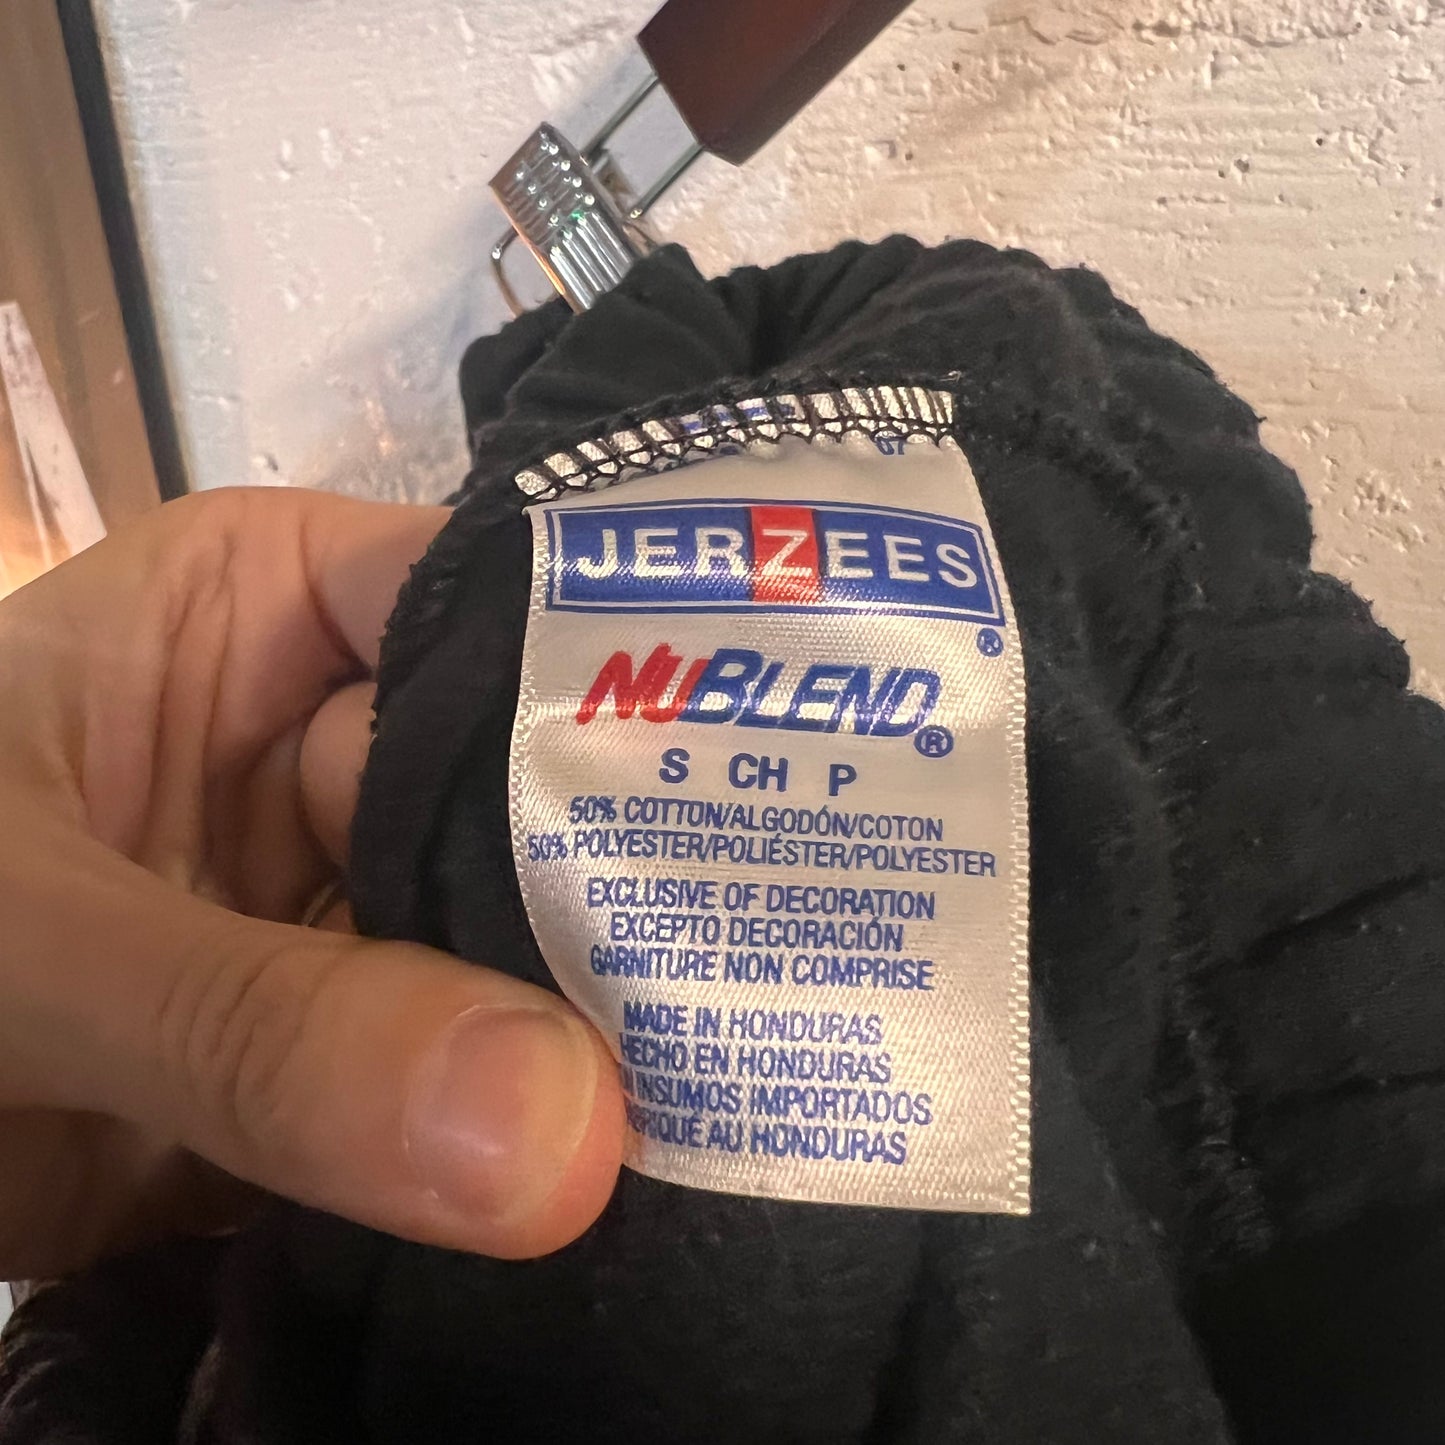 07
JERZEES
®
NUBLEND®
S CH P
50% COTTON/ALGODÓN/COTON
50% POLYESTER/POLIÉSTER/POLYESTER
EXCLUSIVE OF DECORATION
EXCEPTO DECORACIÓN
GARNITURE NON COMPRISE
MADE IN HONDURAS
HECHO EN HONDURAS
INSUMOS IMPORTADOS
AU HONDURAS